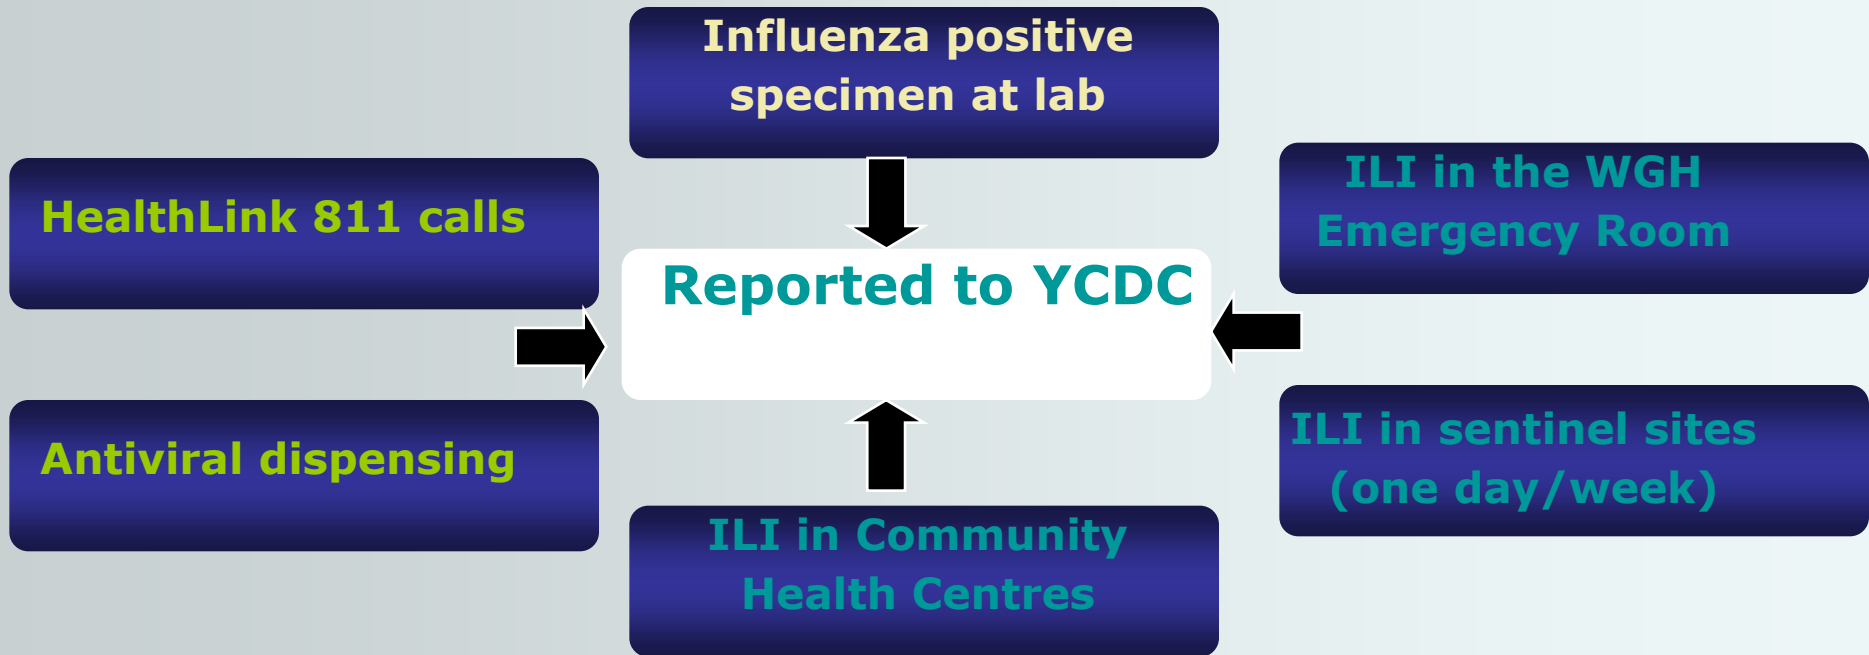 Influenza positive
specimen at lab
HealthLink 811 calls
ILI in the WGH
Emergency Room
Reported to YCDC
Antiviral dispensing
ILI in sentinel sites
(one day/week)
ILI in Community
Health Centres